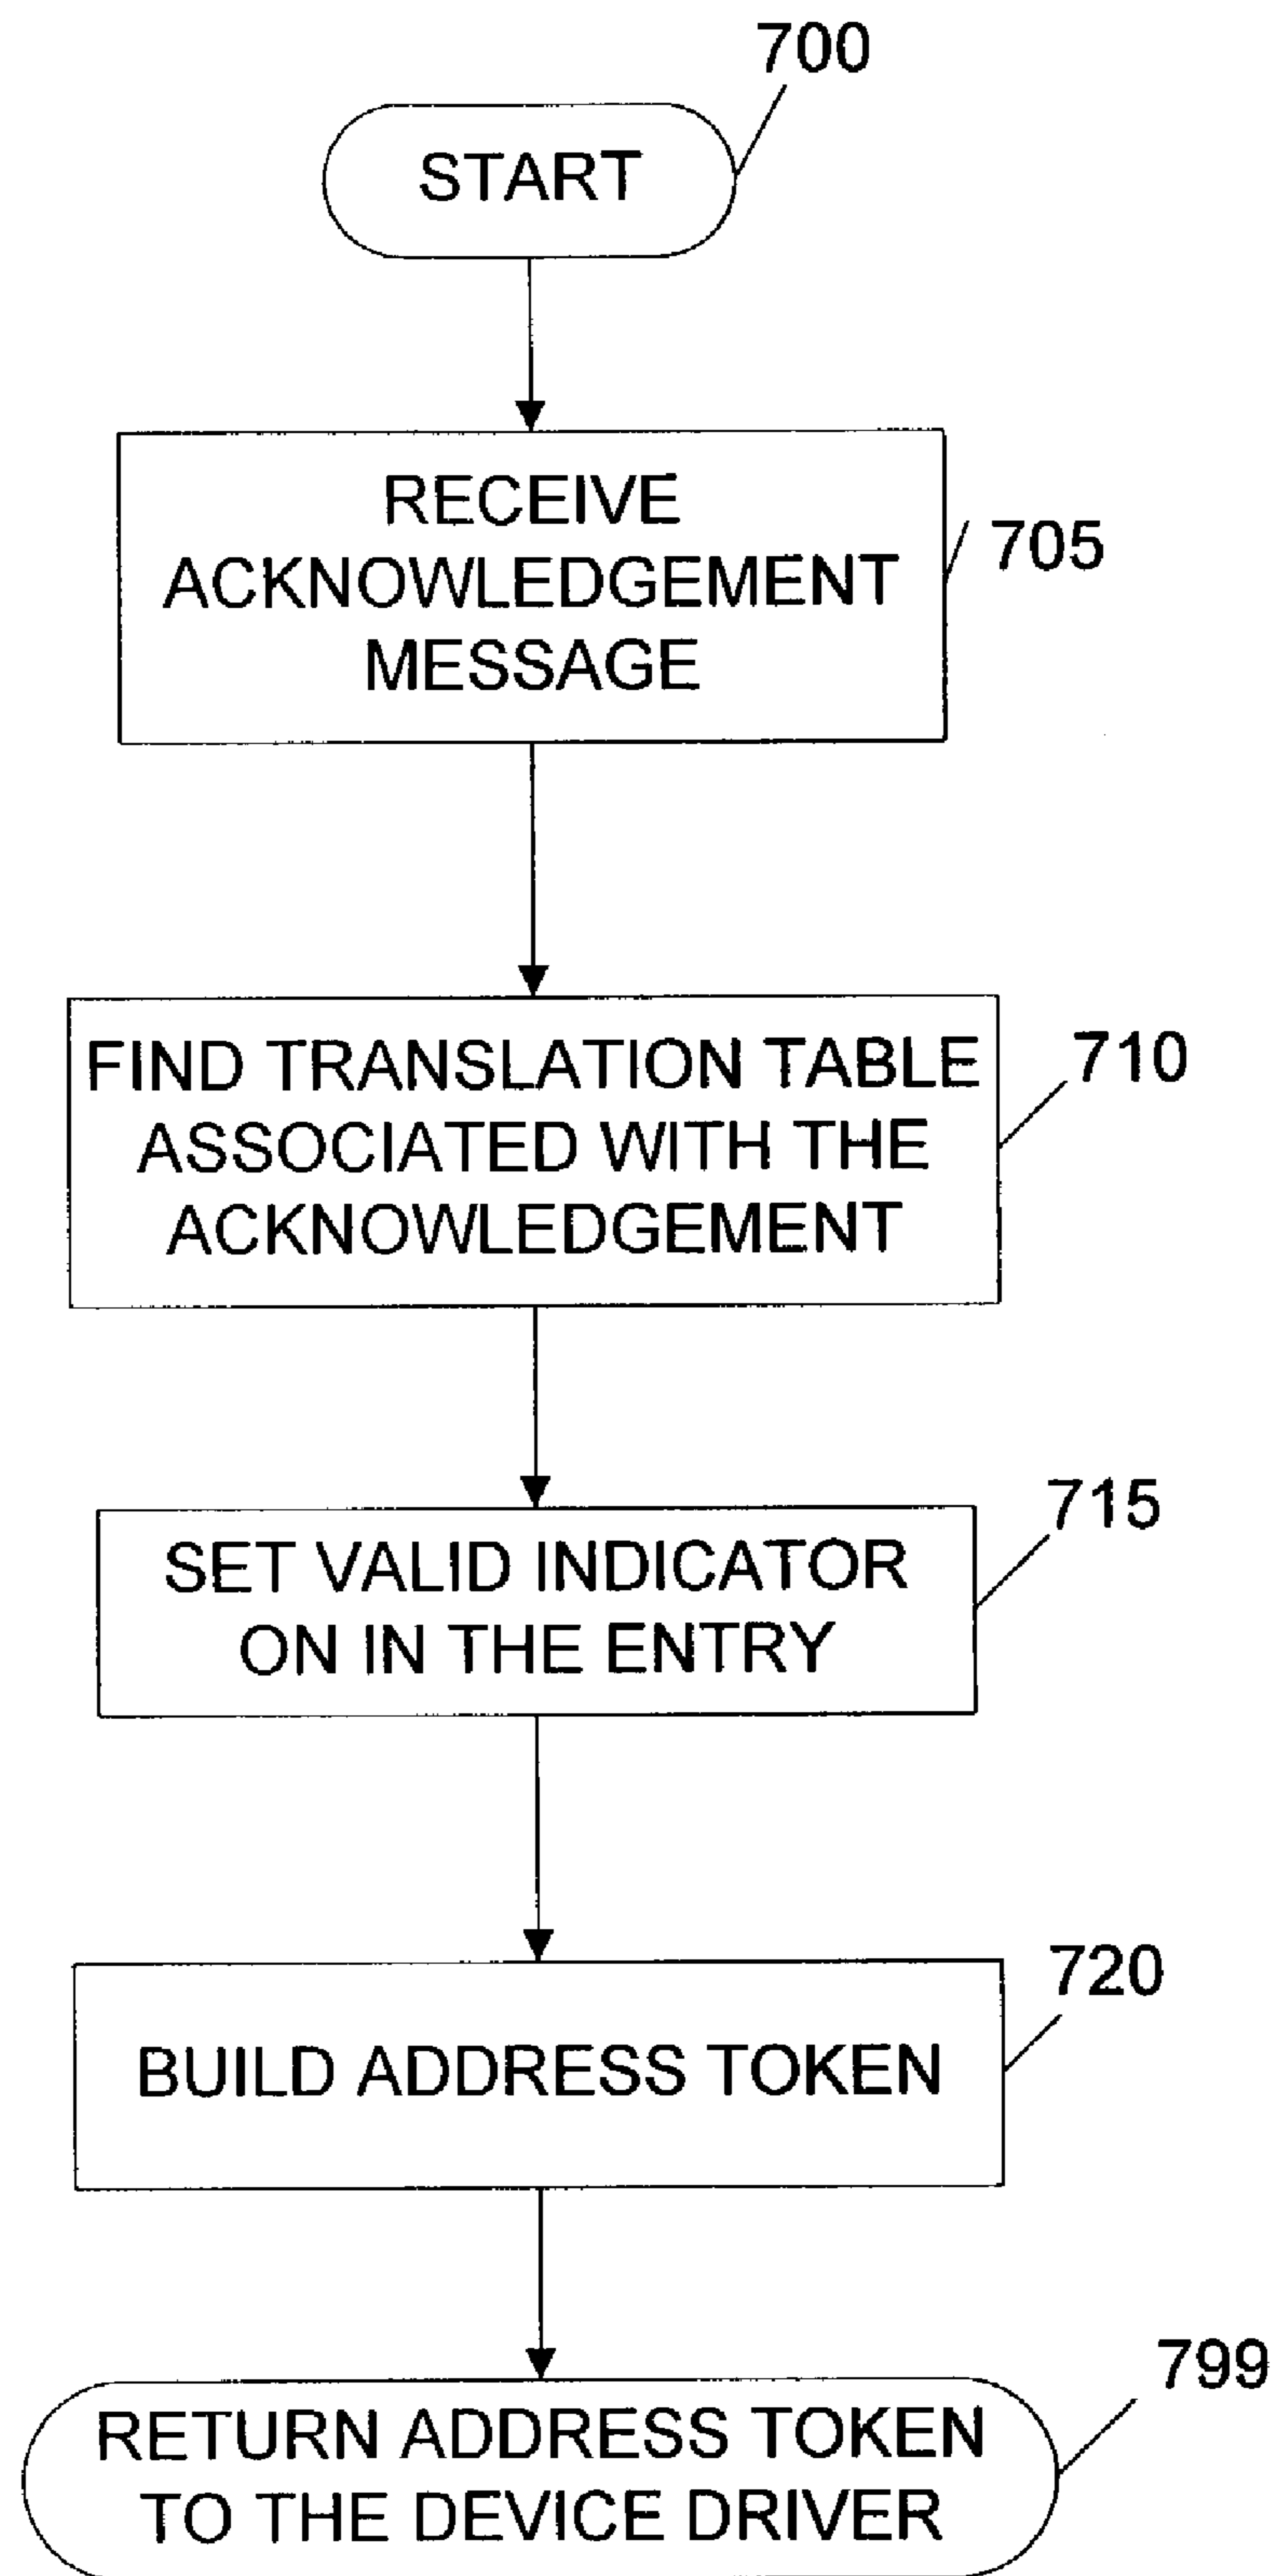 700
START
RECEIVE
ACKNOWLEDGEMENT
MESSAGE
705
FIND TRANSLATION TABLE
ASSOCIATED WITH THE
ACKNOWLEDGEMENT
710
SET VALID INDICATOR
ON IN THE ENTRY
715
BUILD ADDRESS TOKEN
720
RETURN ADDRESS TOKEN
TO THE DEVICE DRIVER
799